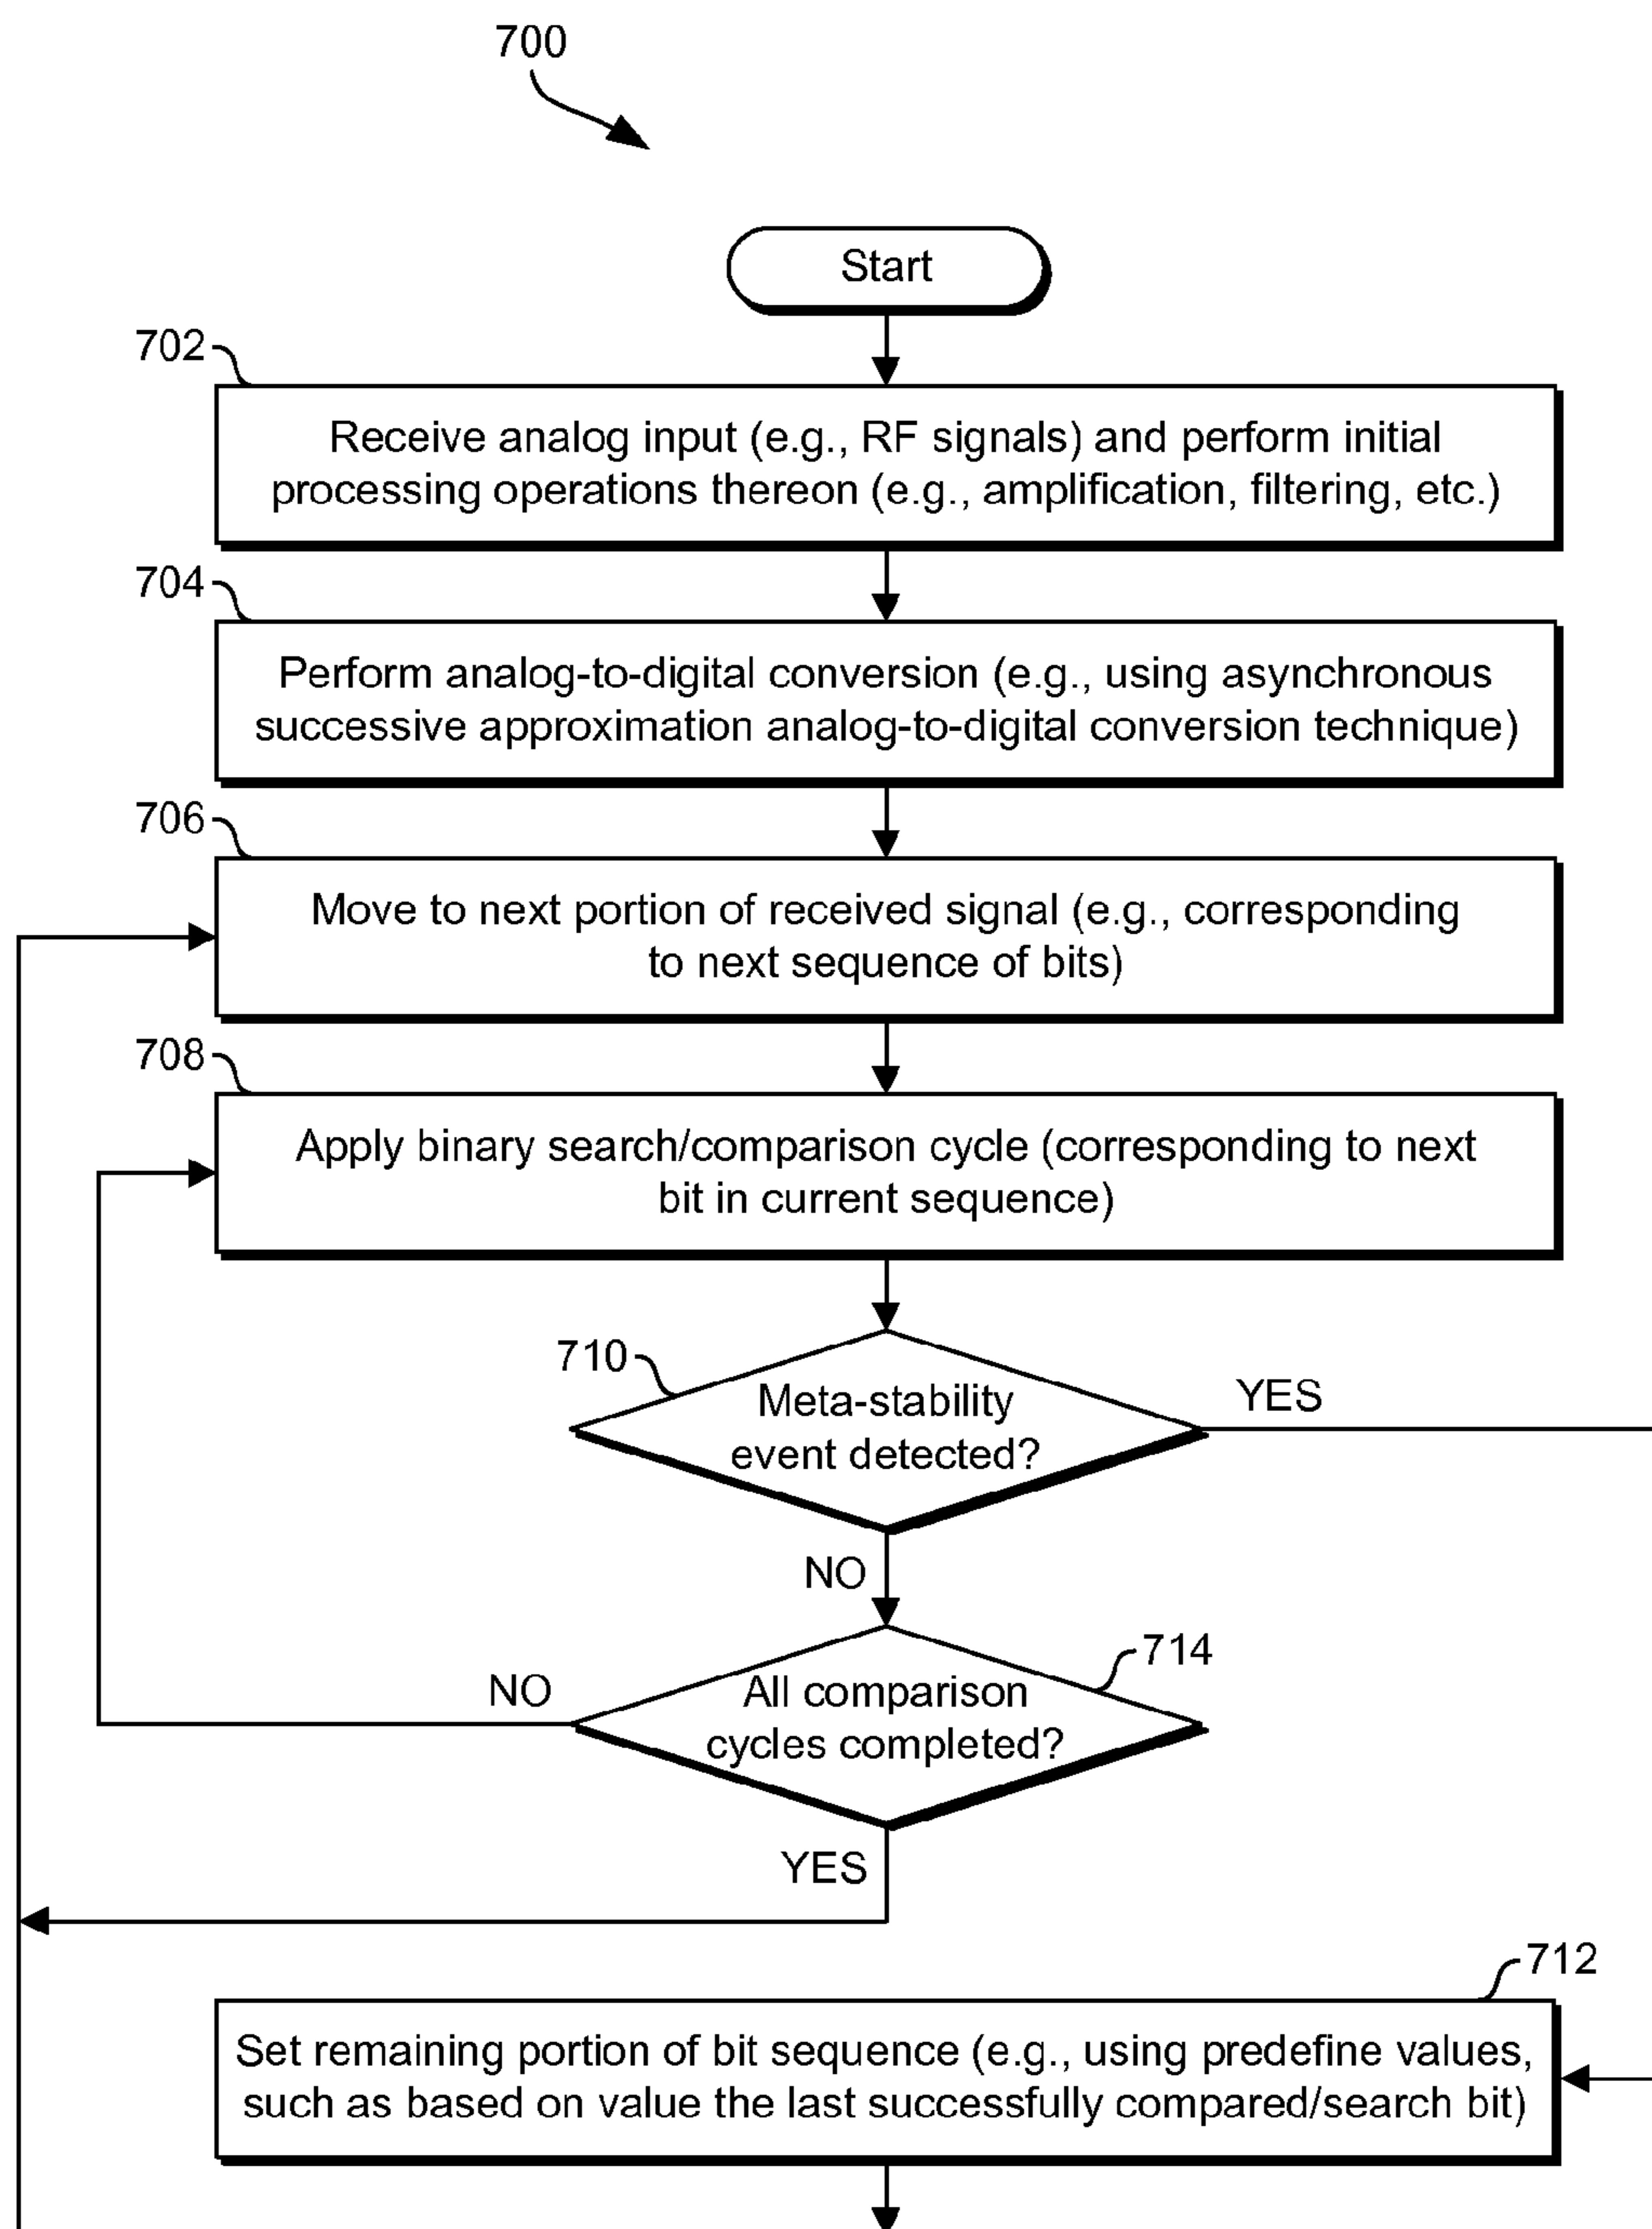 700
Start
702
Receive analog input (e.g., RF signals) and perform initial
processing operations thereon (e.g., amplification, filtering, etc.)
704
Perform analog-to-digital conversion (e.g., using asynchronous
successive approximation analog-to-digital conversion technique)
706
Move to next portion of received signal (e.g., corresponding
to next sequence of bits)
708
Apply binary search/comparison cycle (corresponding to next
bit in current sequence)
710
Meta-stability
event detected?
YES
NO
714
All comparison
cycles completed?
NO
YES
712
Set remaining portion of bit sequence (e.g., using predefine values,
such as based on value the last successfully compared/search bit)